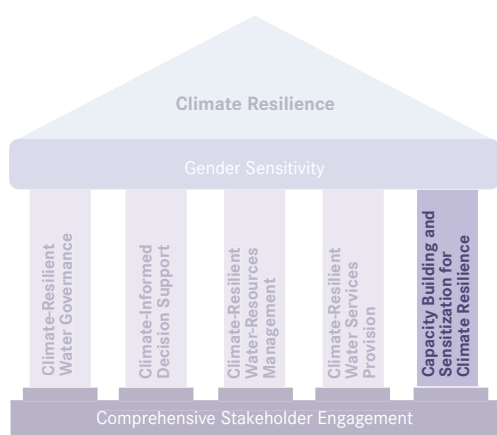 Climate Resilience
Gender Sensitivity
Climate-Resilient
Water Governance
Climate-Informed
Decision Support
Climate-Resilient
Water-Resources
Management
Climate-Resilient
Water Services
Provision
Capacity Building and
Sensitization for
Climate Resilience
Comprehensive Stakeholder Engagement